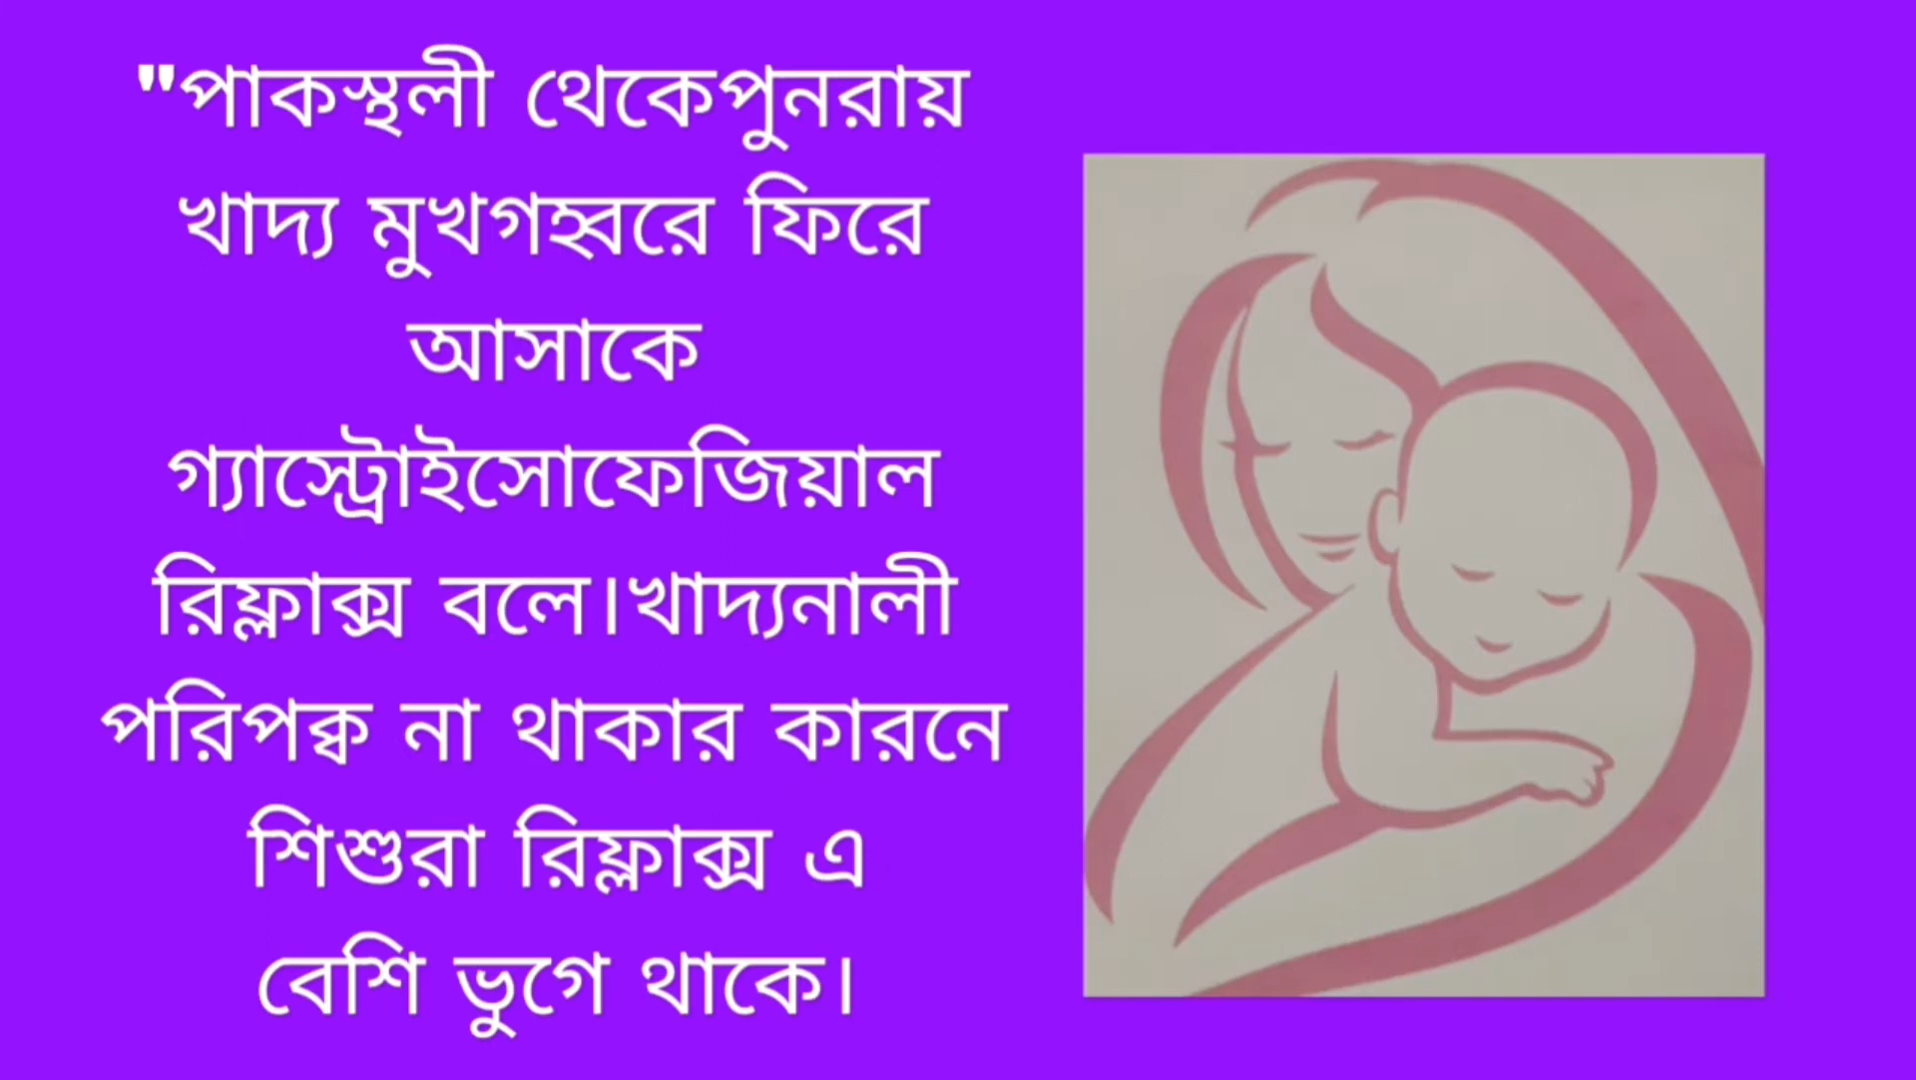 "পাকস্থলী থেকেপুনরায়
খাদ্য মুখগহ্বরে ফিরে
আসাকে
গ্যাস্ট্রোইসোফেজিয়াল
রিফ্লাক্স বলে।খাদ্যনালী
পরিপক্ব না থাকার কারনে
শিশুরা রিফ্লাক্স এ
বেশি ভুগে থাকে।